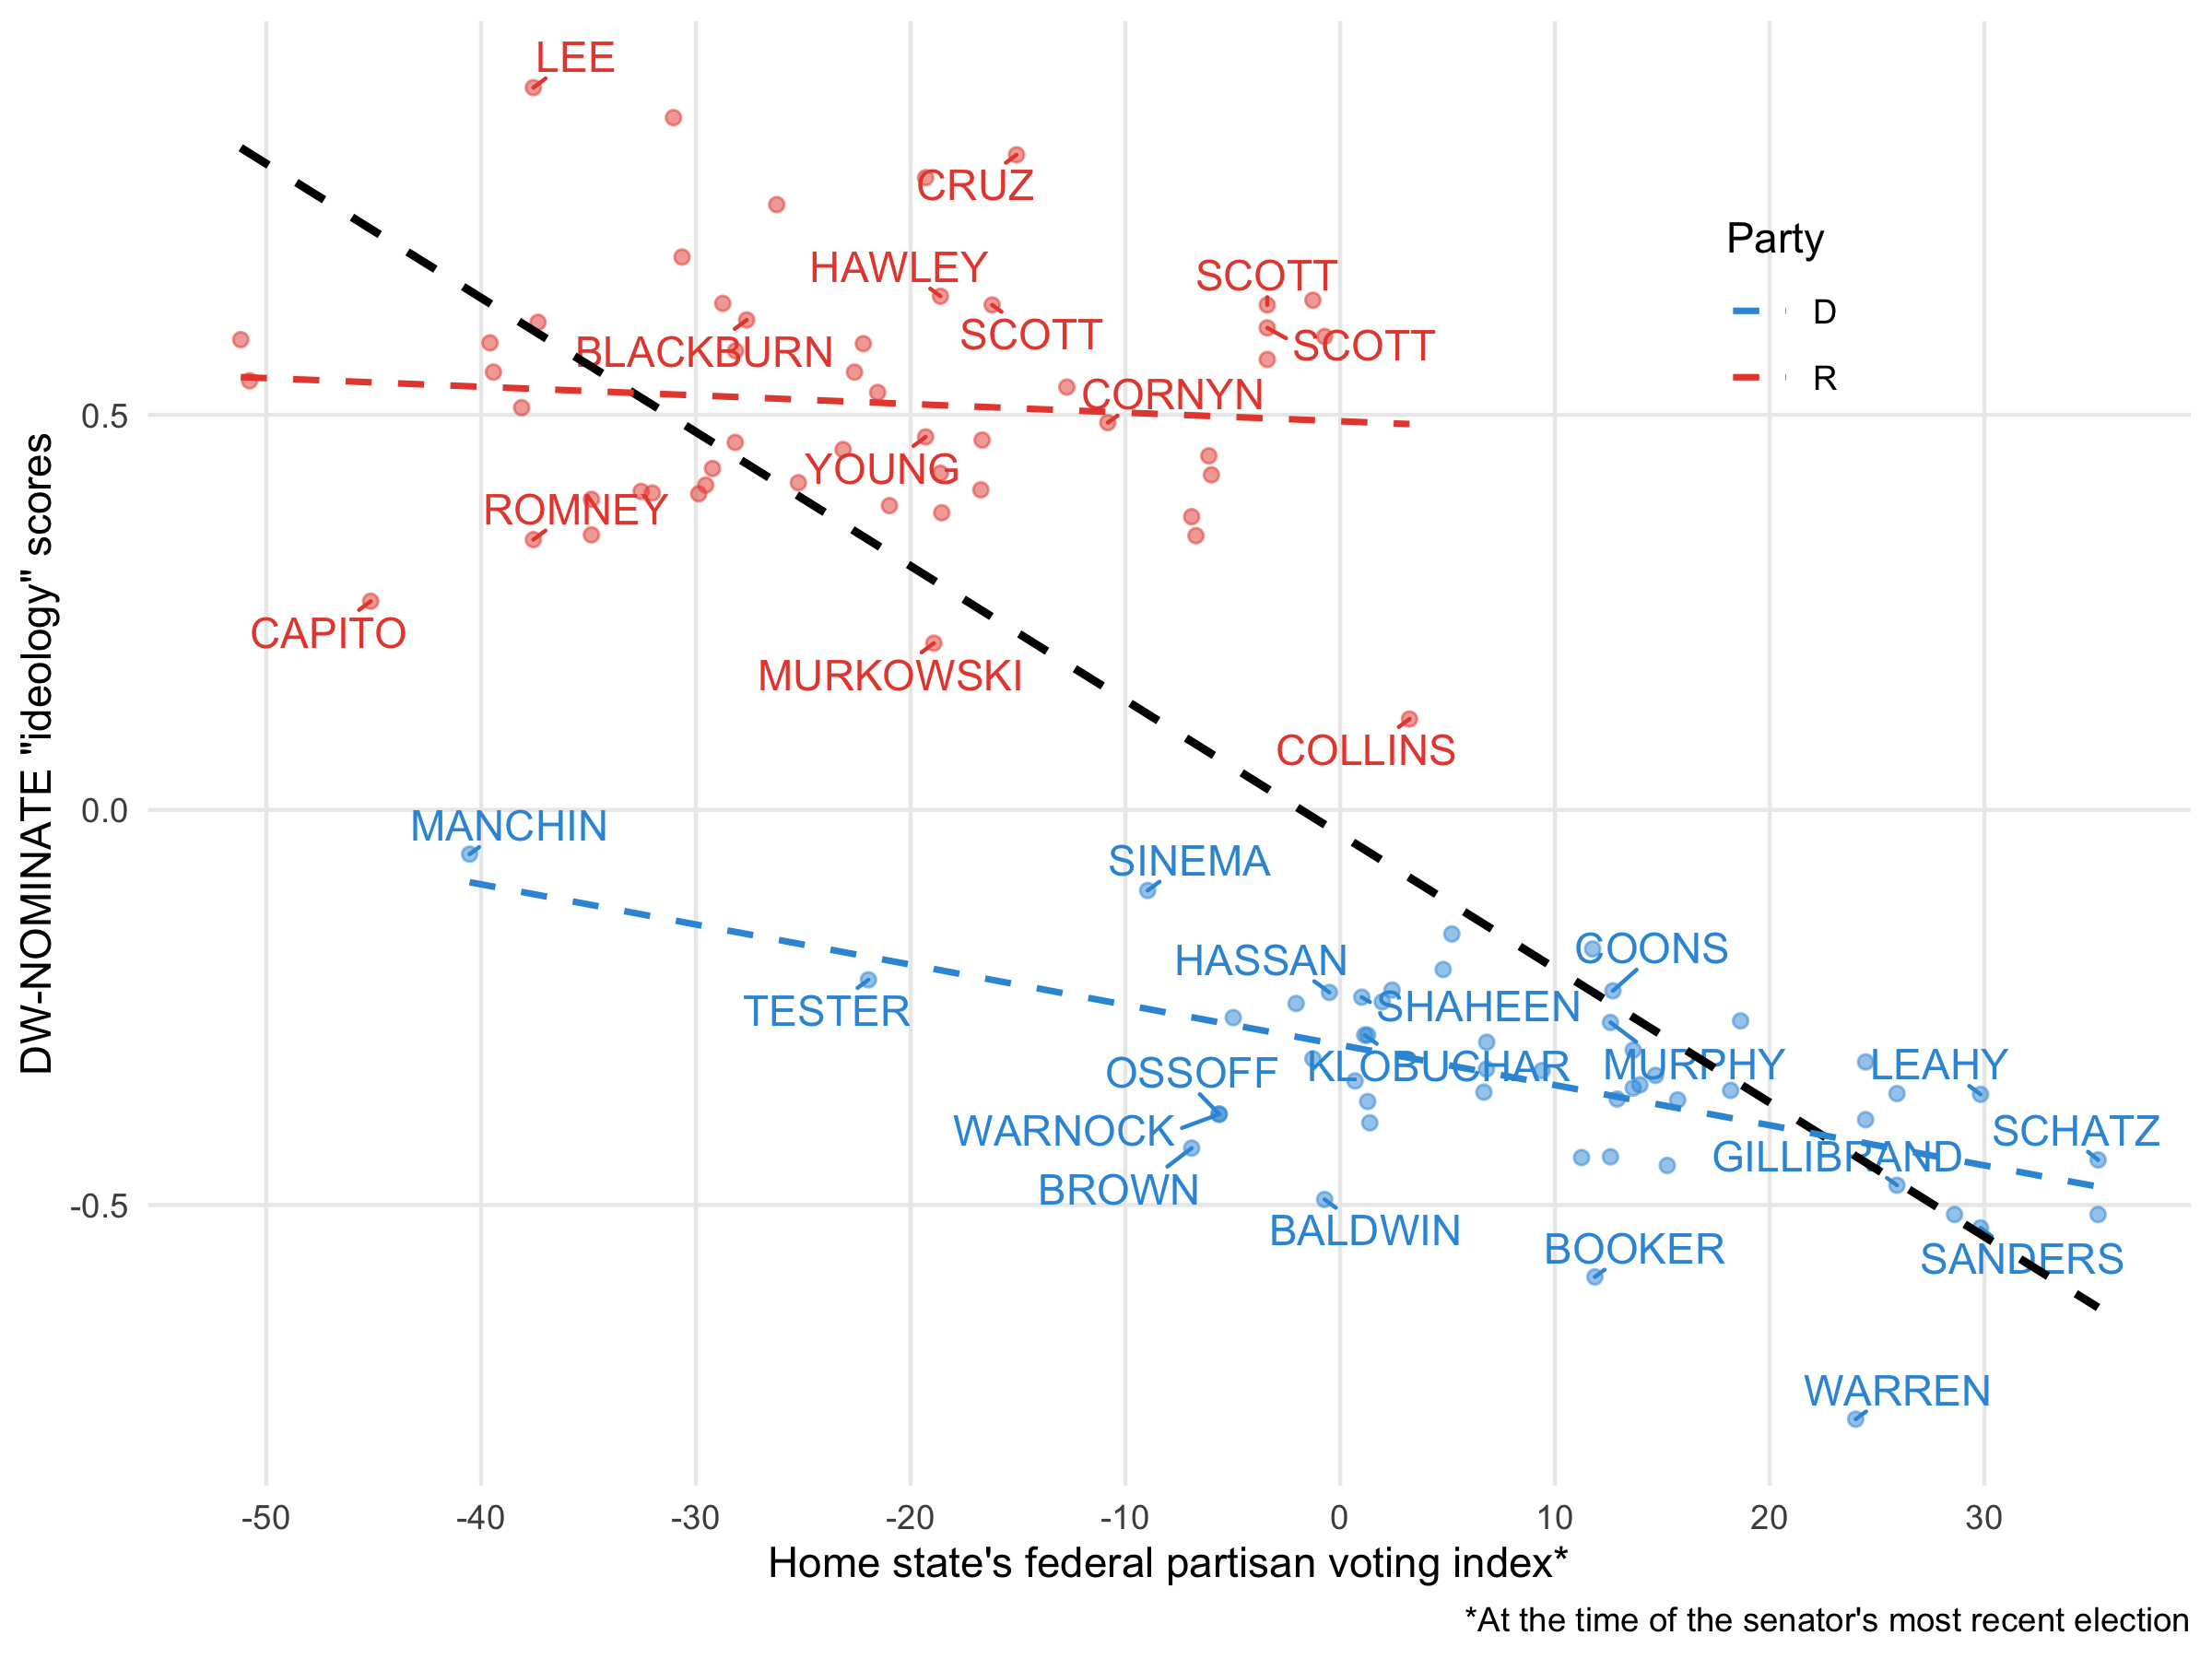 LEE
CRUZ
HAWLEY
SCOTT
SCOTT
SCOTT
BLACKBURN
CORNYN
YOUNG
ROMNEY
CAPITO
MURKOWSKI
COLLINS
MANCHIN
SINEMA
HASSAN
COONS
TESTER
SHAHEEN
OSSOFF
KLOBUCHAR
MURPHY
LEAHY
WARNOCK
SCHATZ
GILLIBRAND
BROWN
BALDWIN
BOOKER
SANDERS
WARREN
Party
D
R
DW-NOMINATE "ideology" scores
0.5
0.0
-0.5
-50 -40 -30 -20 -10 0 10 20 30
Home state's federal partisan voting index*
*At the time of the senator's most recent election